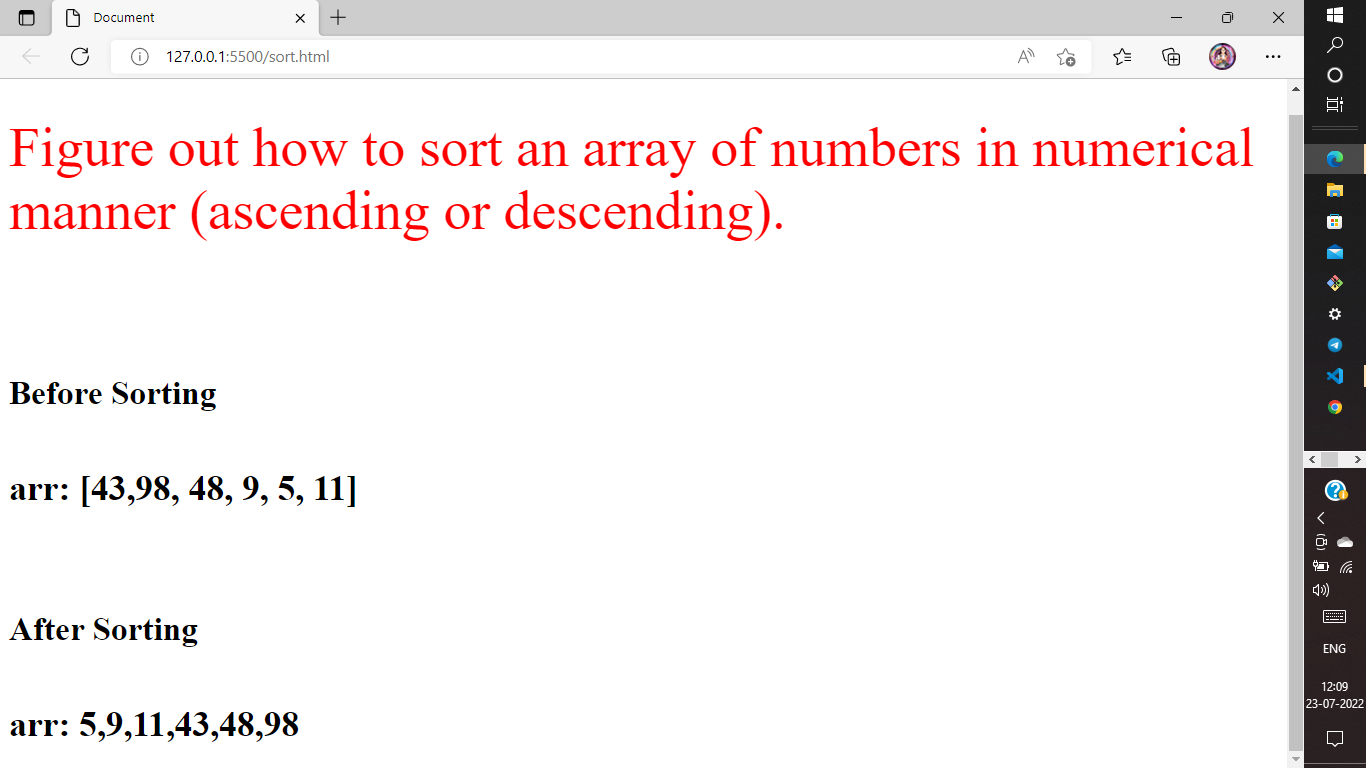 Document
127.0.0.1:5500/sort.html
Figure out how to sort an array of numbers in numerical
manner (ascending or descending).
Before Sorting
arr: [43,98, 48, 9, 5, 11]
After Sorting
arr: 5,9,11,43,48,98
ENG
12:09
23-07-2022